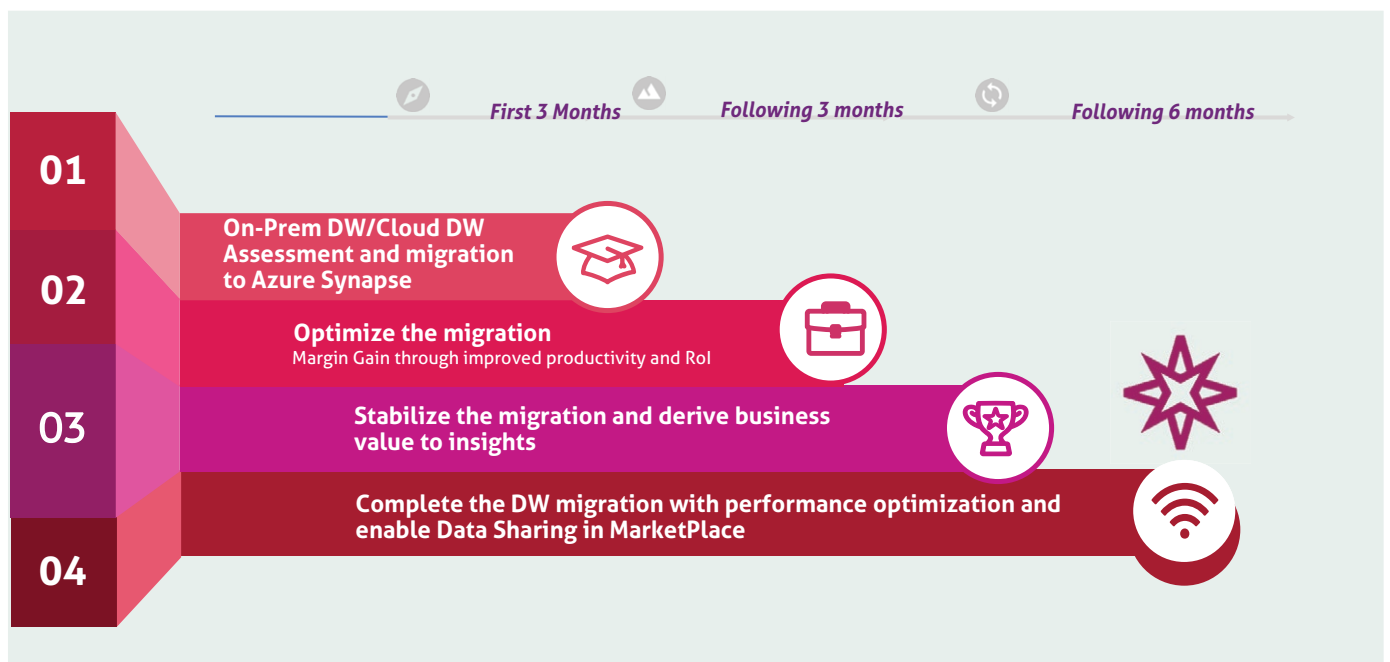 First 3 Months
Following 3 months
Following 6 months
01
On-Prem DW/Cloud DW
Assessment and migration
to Azure Synapse
02
Optimize the migration
Margin Gain through improved productivity and RoI
03
Stabilize the migration and derive business
value to insights
04
Complete the DW migration with performance optimization and
enable Data Sharing in MarketPlace